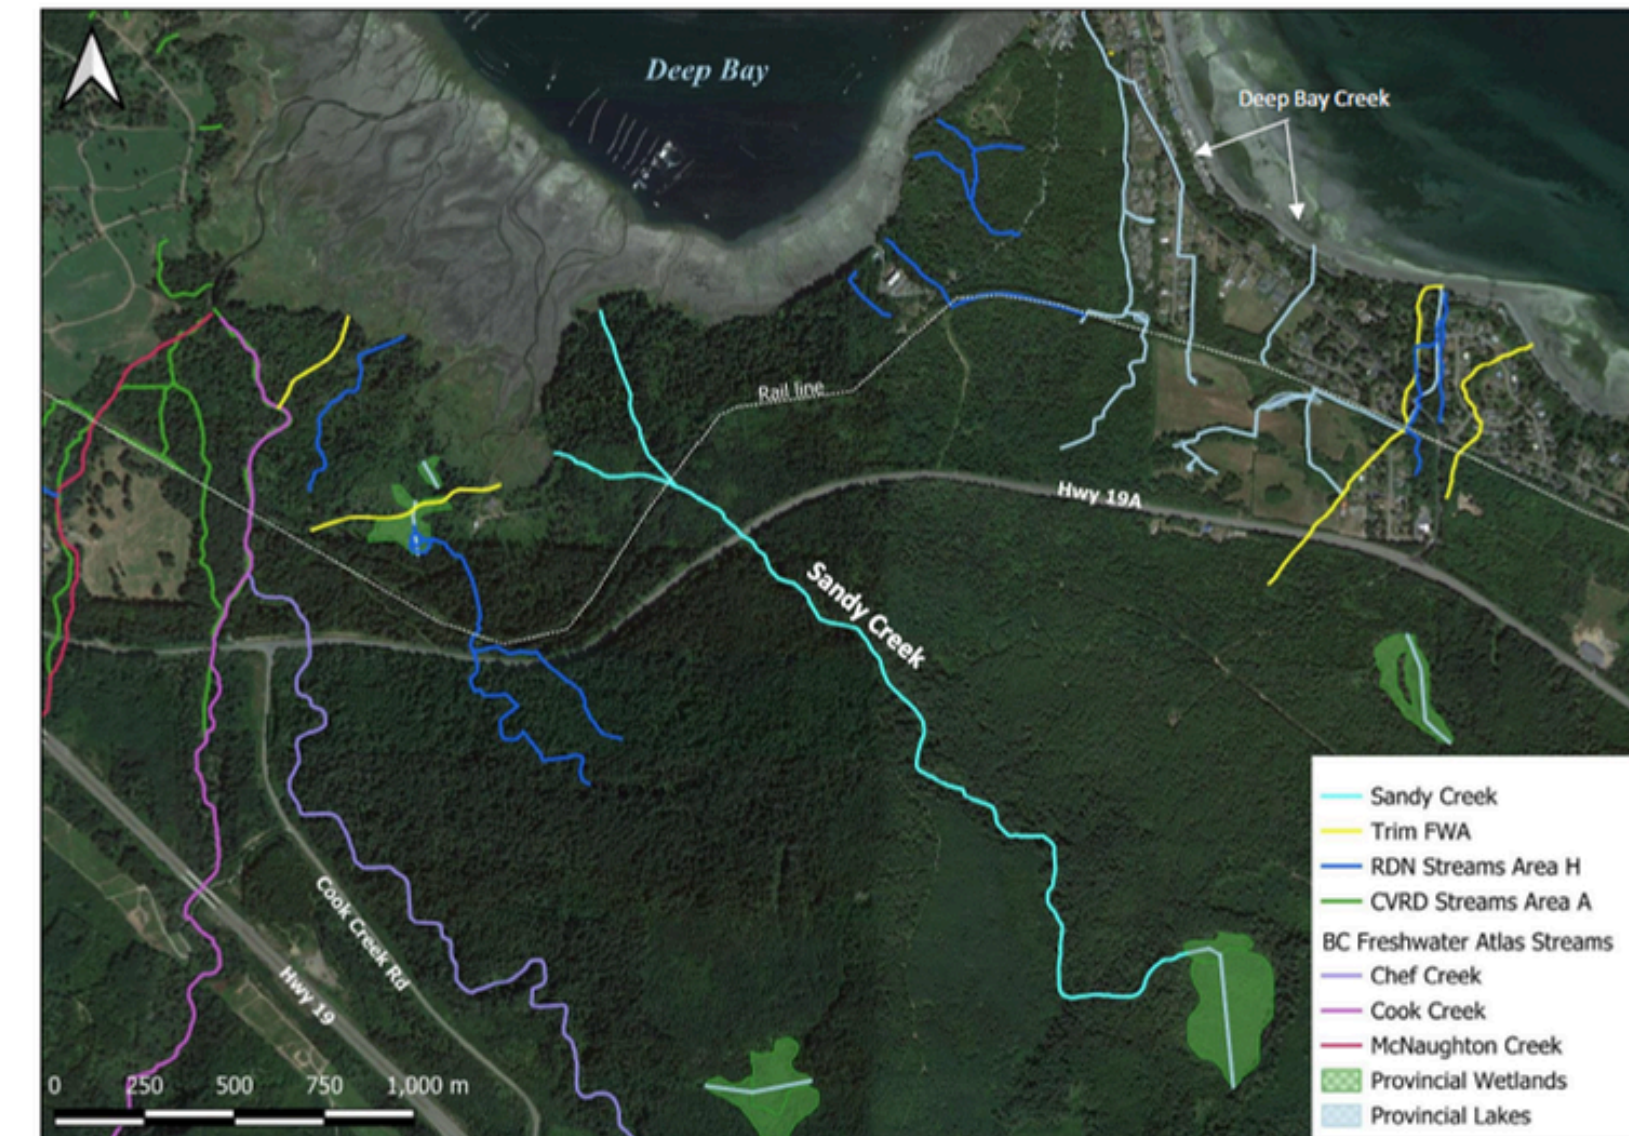 Deep Bay
Deep Bay Creek
Rail line
Hwy 19A
Sandy Creek
Cook Creek Rd
Hwy 19
0 250 500 750 1,000 m
Sandy Creek
Trim FWA
RDN Streams Area H
CVRD Streams Area A
BC Freshwater Atlas Streams
Chef Creek
Cook Creek
McNaughton Creek
Provincial Wetlands
Provincial Lakes